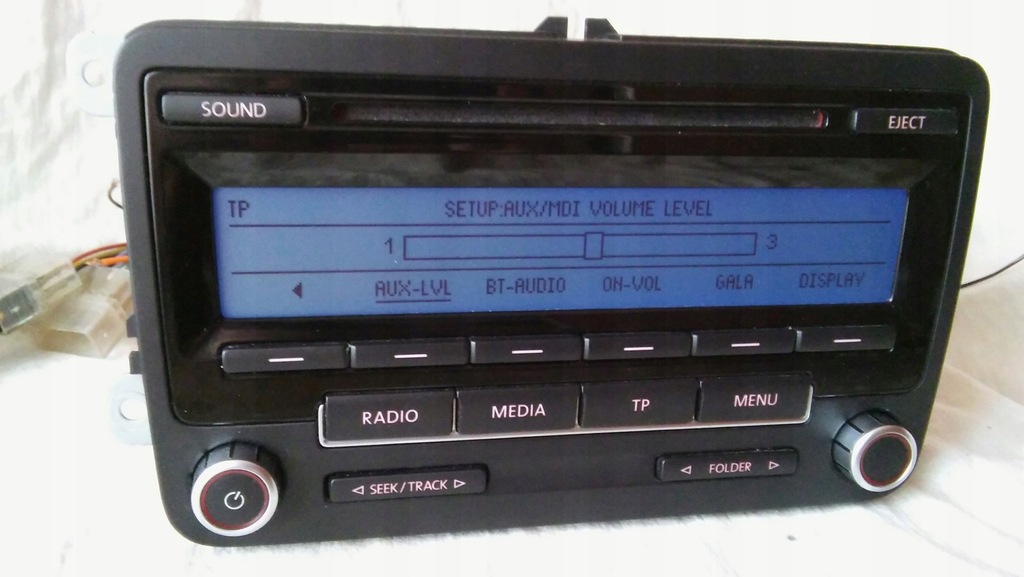 SOUND
EJECT
TP SETUP:AUX/MDI VOLUME LEVEL
1 3
AUX-LVL BT-AUDIO ON-VOL GALA DISPLAY
RADIO MEDIA TP MENU
SEEK/TRACK
FOLDER